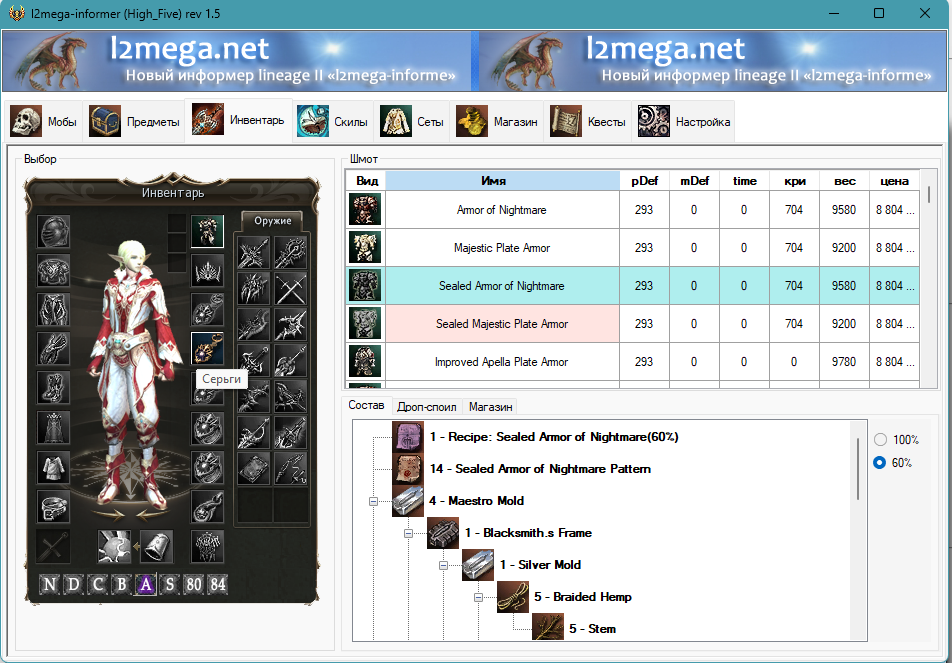 l2mega-informer (High_Five) rev 1.5
l2mega.net
Новый информер lineage II «l2mega-informe»
l2mega.net
Новый информер lineage II «l2mega-informe»
Мобы Предметы Инвентарь Скилы Сеты Магазин Квесты Настройка
Выбор
Инвентарь
Оружие
Серьги
N D C B A S 80 84
Шмот
Вид Имя pDef mDef time кри вес цена
Armor of Nightmare 293 0 0 704 9580 8 804 ...
Majestic Plate Armor 293 0 0 704 9200 8 804 ...
Sealed Armor of Nightmare 293 0 0 704 9580 8 804 ...
Sealed Majestic Plate Armor 293 0 0 704 9200 8 804 ...
Improved Apella Plate Armor 293 0 0 0 9780 8 804 ...
Состав Дроп-споил Магазин
1 - Recipe: Sealed Armor of Nightmare(60%)
14 - Sealed Armor of Nightmare Pattern
4 - Maestro Mold
1 - Blacksmith.s Frame
1 - Silver Mold
5 - Braided Hemp
5 - Stem
100%
60%